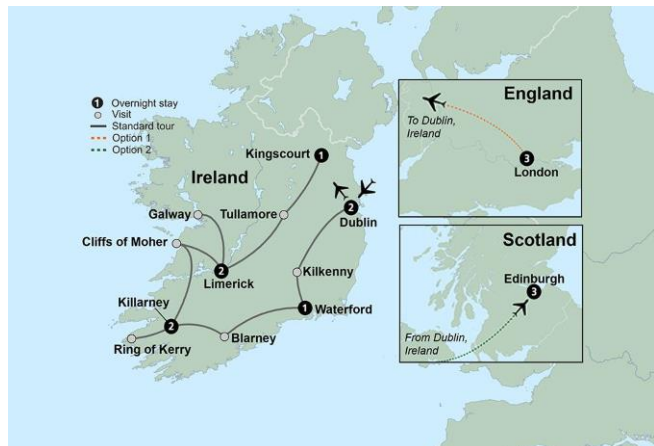 1 Overnight stay
Visit
Standard tour
Option 1
Option 2
Ireland
Kingscourt
1
Galway
Tullamore
2
Dublin
Cliffs of Moher
2
Limerick
Kilkenny
Killarney
2
1
Waterford
Ring of Kerry
Blarney
England
To Dublin,
Ireland
3
London
Scotland
Edinburgh
3
From Dublin,
Ireland